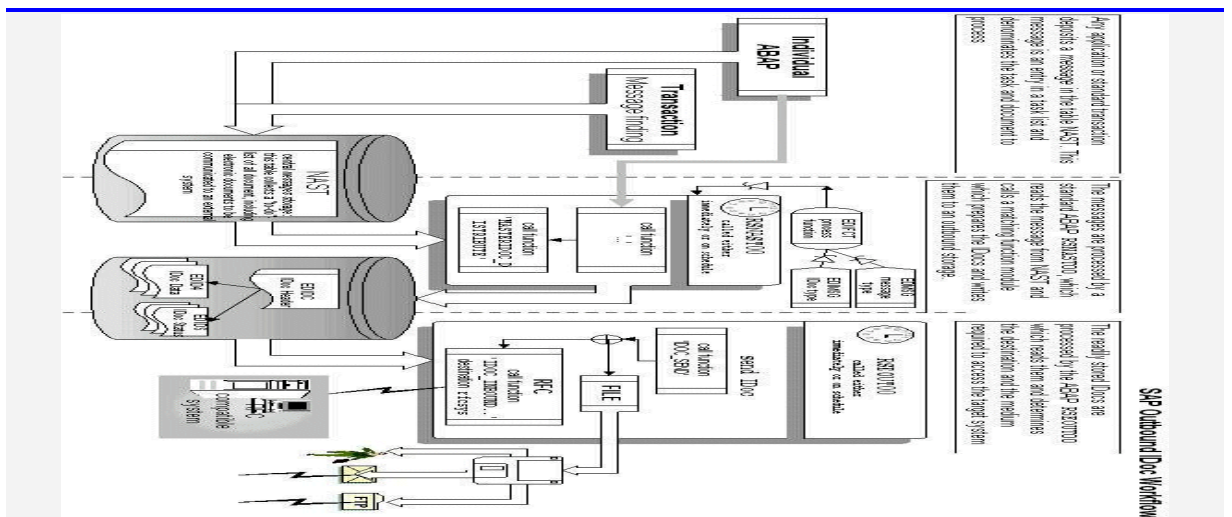 SAP Outbound IDoc Workflow
Any application or standard transaction
deposits a message in the table NAST. This
message is an entry in a task list and
denominates the task and document to
process
The messages are processed by a
standard ABAP RSNAST00, which
reads the message from NAST and
calls a matching function module
which prepares the IDocs and writes
them to an outbound storage.
The readily stored IDocs are
processed by the ABAP RSEOUT00
which reads them and determines
the destination and the medium
required to access the target system
Individual
ABAP
Transaction
Message finding
NAST
central message storage:
this table collects a To-do
list of all document, including
electronic documents to be
communicated to an external
system
EDIFCT
process
function
message
type
IDoc type
RSNAST00
called either
immediately or on schedule
call function
call function
'MASTERIDOC_D
ISTRIBUTE'
EDIDC
IDoc Header
EDID4
IDoc Data
EDIDS
IDoc Status
RSEOUT00
called either
immediately or on schedule
send IDoc
call function
'IDOC_SEND'
FILE
RFC
call function
'IDOC_INBOUND...'
destination rfcsys
compatible
system
FTP